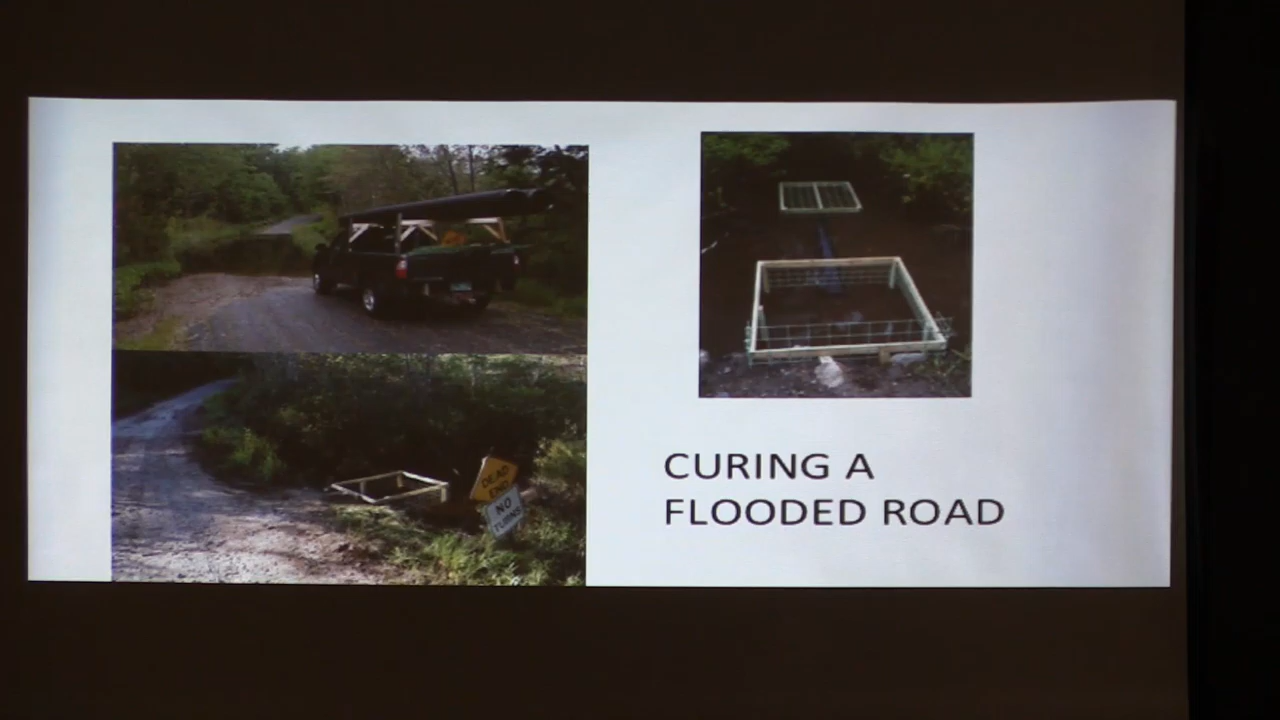 DEAD
END
NO
TURNS
CURING A
FLOODED ROAD